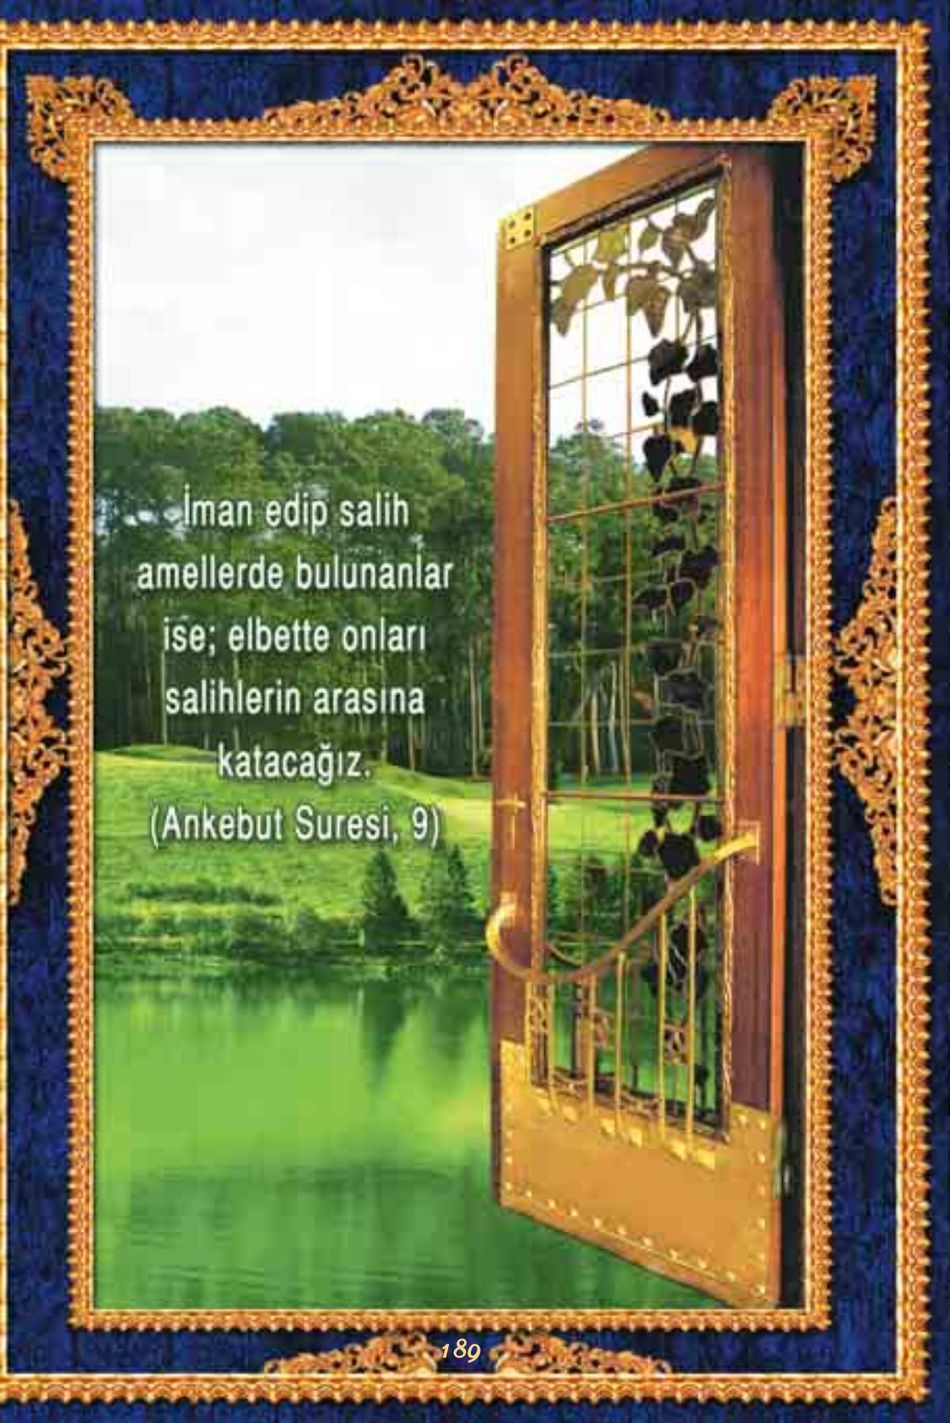 İman edip salih
amellerde bulunanlar
ise; elbette onları
salihlerin arasına
katacağız.
(Ankebut Suresi, 9)
189